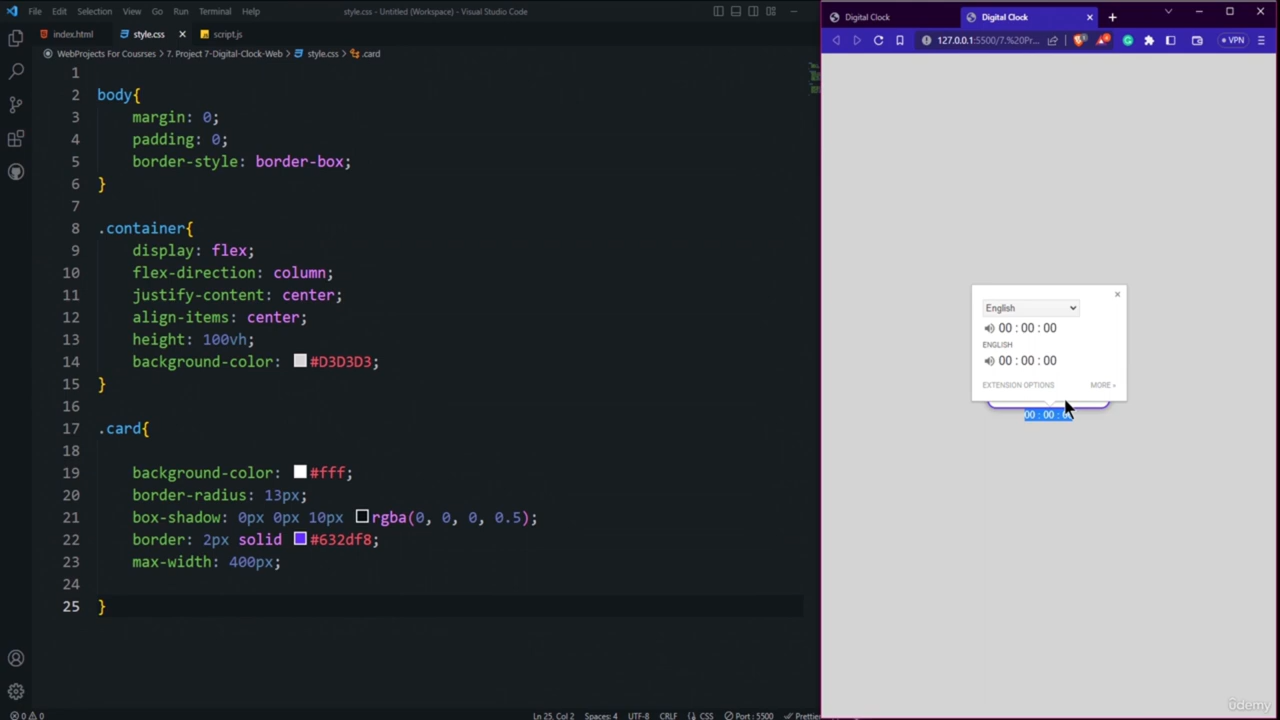 File Edit Selection View Go Run Terminal Help
style.css - Untitled (Workspace) - Visual Studio Code
index.html style.css script.js
WebProjects For Coursres > 7. Project 7-Digital-Clock-Web > style.css > .card
1
2 body{
3 margin: 0;
4 padding: 0;
5 border-style: border-box;
6 }
7
8 .container{
9 display: flex;
10 flex-direction: column;
11 justify-content: center;
12 align-items: center;
13 height: 100vh;
14 background-color: #D3D3D3;
15 }
16
17 .card{
18
19 background-color: #fff;
20 border-radius: 13px;
21 box-shadow: 0px 0px 10px rgba(0, 0, 0, 0.5);
22 border: 2px solid #632df8;
23 max-width: 400px;
24
25 }
0 0 Ln 25, Col 2 Spaces: 4 UTF-8 CRLF {} CSS Port : 5500
Digital Clock Digital Clock
127.0.0.1:5500/7.%20Pr... VPN
English
00 : 00 : 00
ENGLISH
00 : 00 : 00
EXTENSION OPTIONS MORE »
00 : 00 :
ûdemy